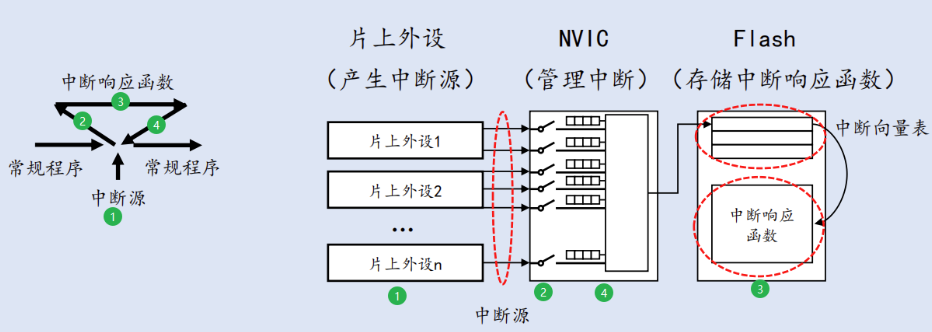 中断响应函数
3
2
4
常规程序
常规程序
中断源
1
片上外设
(产生中断源)
NVIC
(管理中断)
Flash
(存储中断响应函数)
片上外设1
片上外设2
...
片上外设n
1
中断源
2
4
中断向量表
中断响应
函数
3